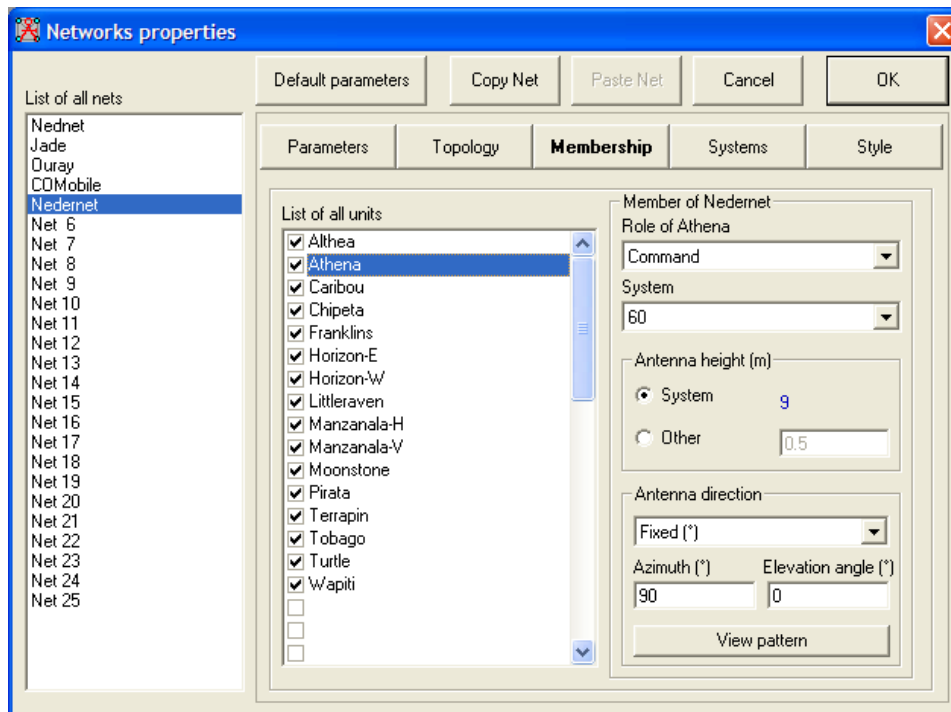 Networks properties
Default parameters
Copy Net
Paste Net
Cancel
OK
List of all nets
Nednet
Jade
Ouray
COMobile
Nedernet
Net 6
Net 7
Net 8
Net 9
Net 10
Net 11
Net 12
Net 13
Net 14
Net 15
Net 16
Net 17
Net 18
Net 19
Net 20
Net 21
Net 22
Net 23
Net 24
Net 25
Parameters
Topology
Membership
Systems
Style
List of all units
Althea
Athena
Caribou
Chipeta
Franklins
Horizon-E
Horizon-W
Littleraven
Manzanala-H
Manzanala-V
Moonstone
Pirata
Terrapin
Tobago
Turtle
Wapiti
Member of Nedernet
Role of Athena
Command
System
60
Antenna height (m)
System 9
Other 0.5
Antenna direction
Fixed (°)
Azimuth (°) Elevation angle (°)
90 0
View pattern